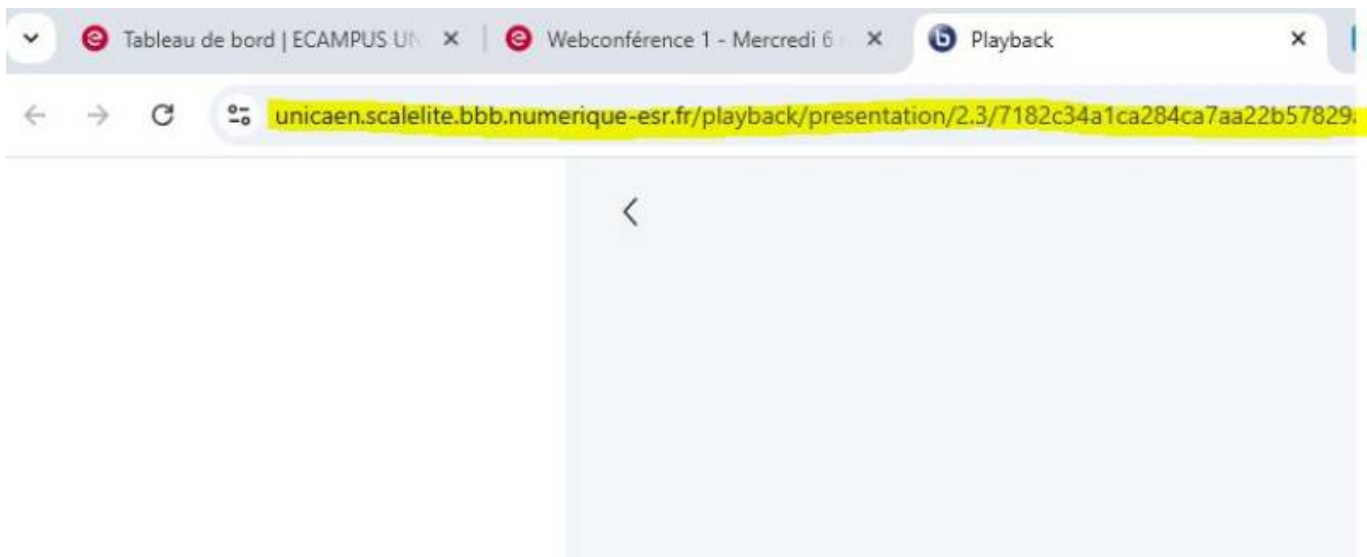 Tableau de bord | ECAMPUS UN
Webconférence 1 - Mercredi 6
Playback
unicaen.scalelite.bbb.numerique-esr.fr/playback/presentation/2.3/7182c34a1ca284ca7aa22b57829a